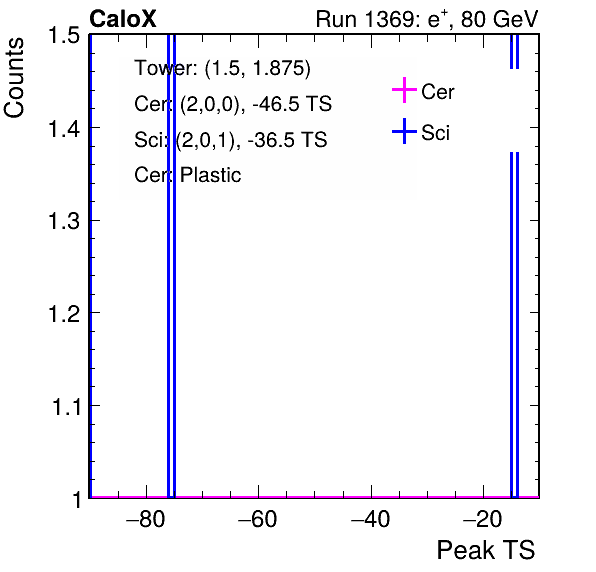 CaloX Run 1369: e+, 80 GeV
Counts
1.5
1.4
1.3
1.2
1.1
1
Tower: (1.5, 1.875)
Cer: (2,0,0), -46.5 TS
Sci: (2,0,1), -36.5 TS
Cer: Plastic
Cer
Sci
−80 −60 −40 −20
Peak TS